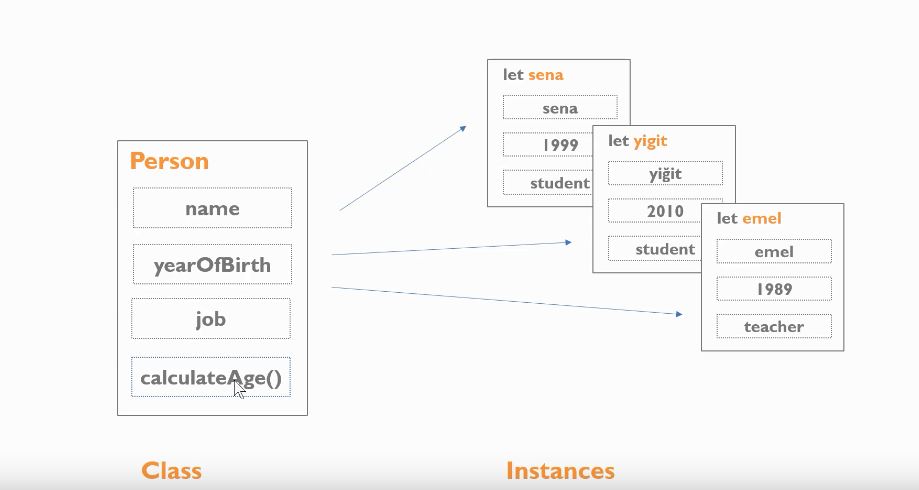 Person
name
yearOfBirth
job
calculateAge()
Class
let sena
sena
1999
student
let yigit
yiğit
2010
student
let emel
emel
1989
teacher
Instances